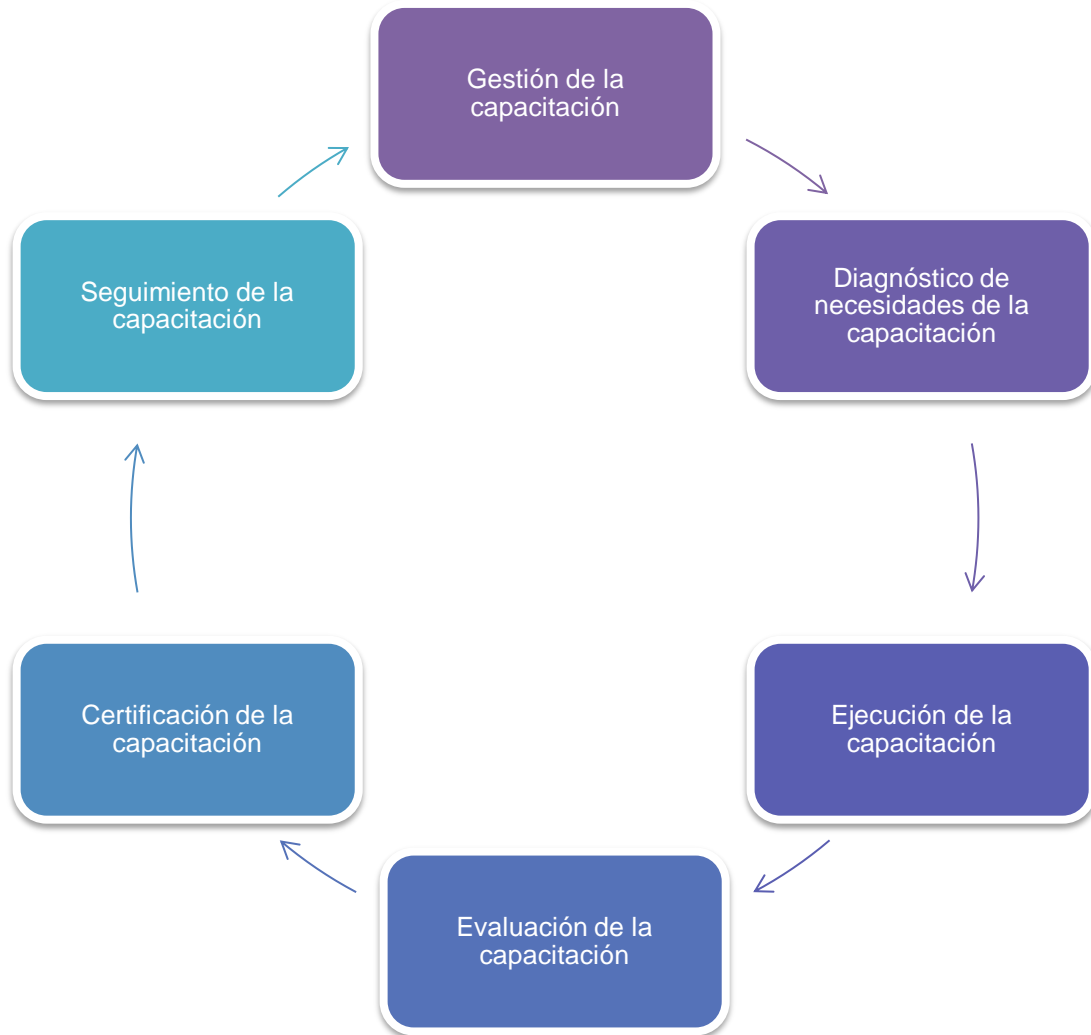 Gestión de la
capacitación
Diagnóstico de
necesidades de la
capacitación
Ejecución de la
capacitación
Evaluación de la
capacitación
Certificación de la
capacitación
Seguimiento de la
capacitación